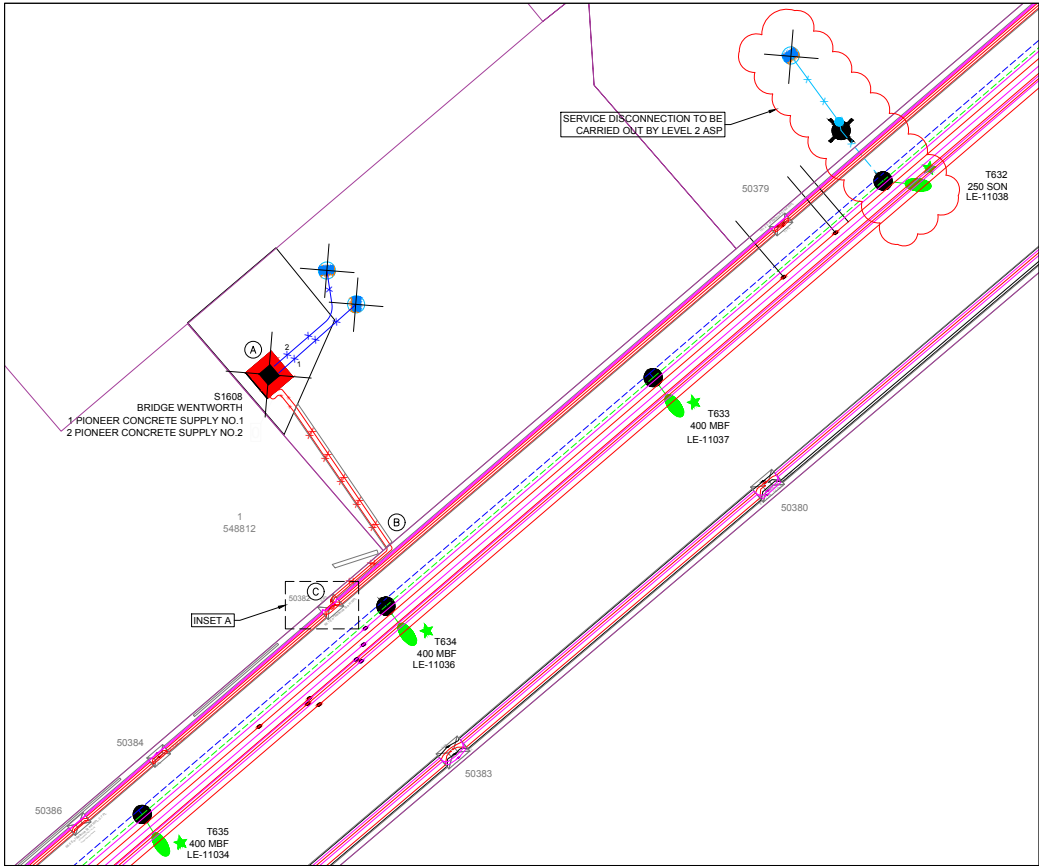 SERVICE DISCONNECTION TO BE
CARRIED OUT BY LEVEL 2 ASP
T632
250 SON
LE-11038
50379
A
2
1
S1608
BRIDGE WENTWORTH
1 PIONEER CONCRETE SUPPLY NO.1
2 PIONEER CONCRETE SUPPLY NO.2
T633
400 MBF
LE-11037
50380
1
548812
B
C
50382
INSET A
T634
400 MBF
LE-11036
50384
50383
50386
T635
400 MBF
LE-11034